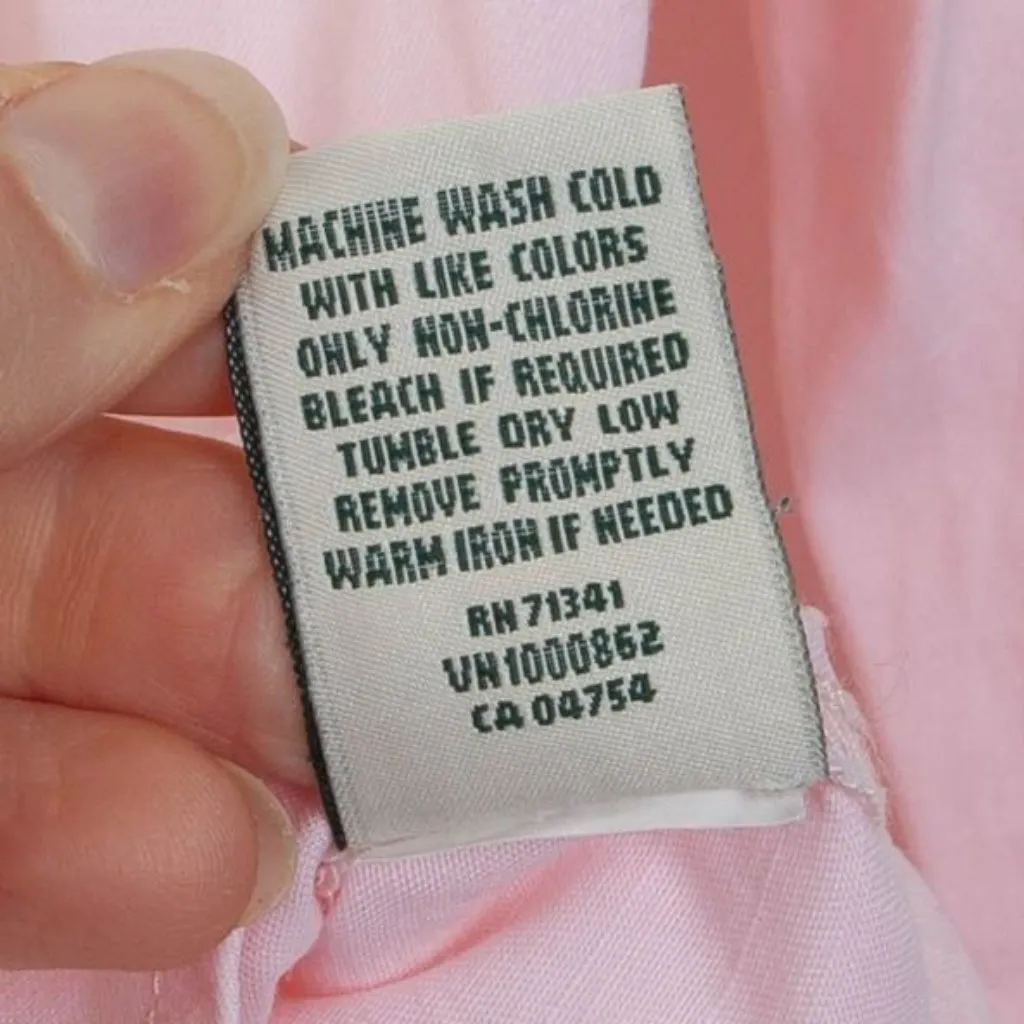 MACHINE WASH COLD
WITH LIKE COLORS
ONLY NON-CHLORINE
BLEACH IF REQUIRED
TUMBLE DRY LOW
REMOVE PROMPTLY
WARM IRON IF NEEDED
RN 71341
VN 1000862
CA 04754